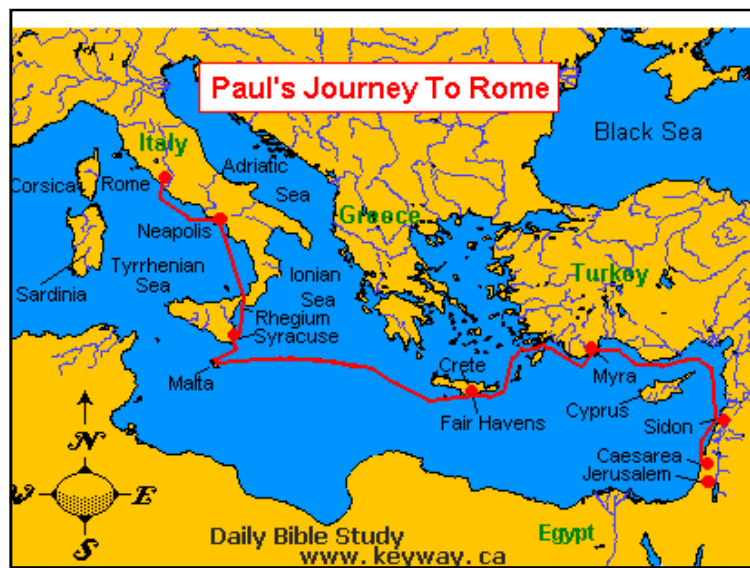 Paul's Journey To Rome
Black Sea
Italy
Adriatic
Sea
Corsica
Rome
Greece
Neapolis
Tyrrhenian
Sea
Ionian
Sea
Turkey
Sardinia
Rhegium
Syracuse
Malta
Crete
Myra
Cyprus
Fair Havens
Sidon
Caesarea
Jerusalem
N
W
E
S
Daily Bible Study
www.keyway.ca
Egypt